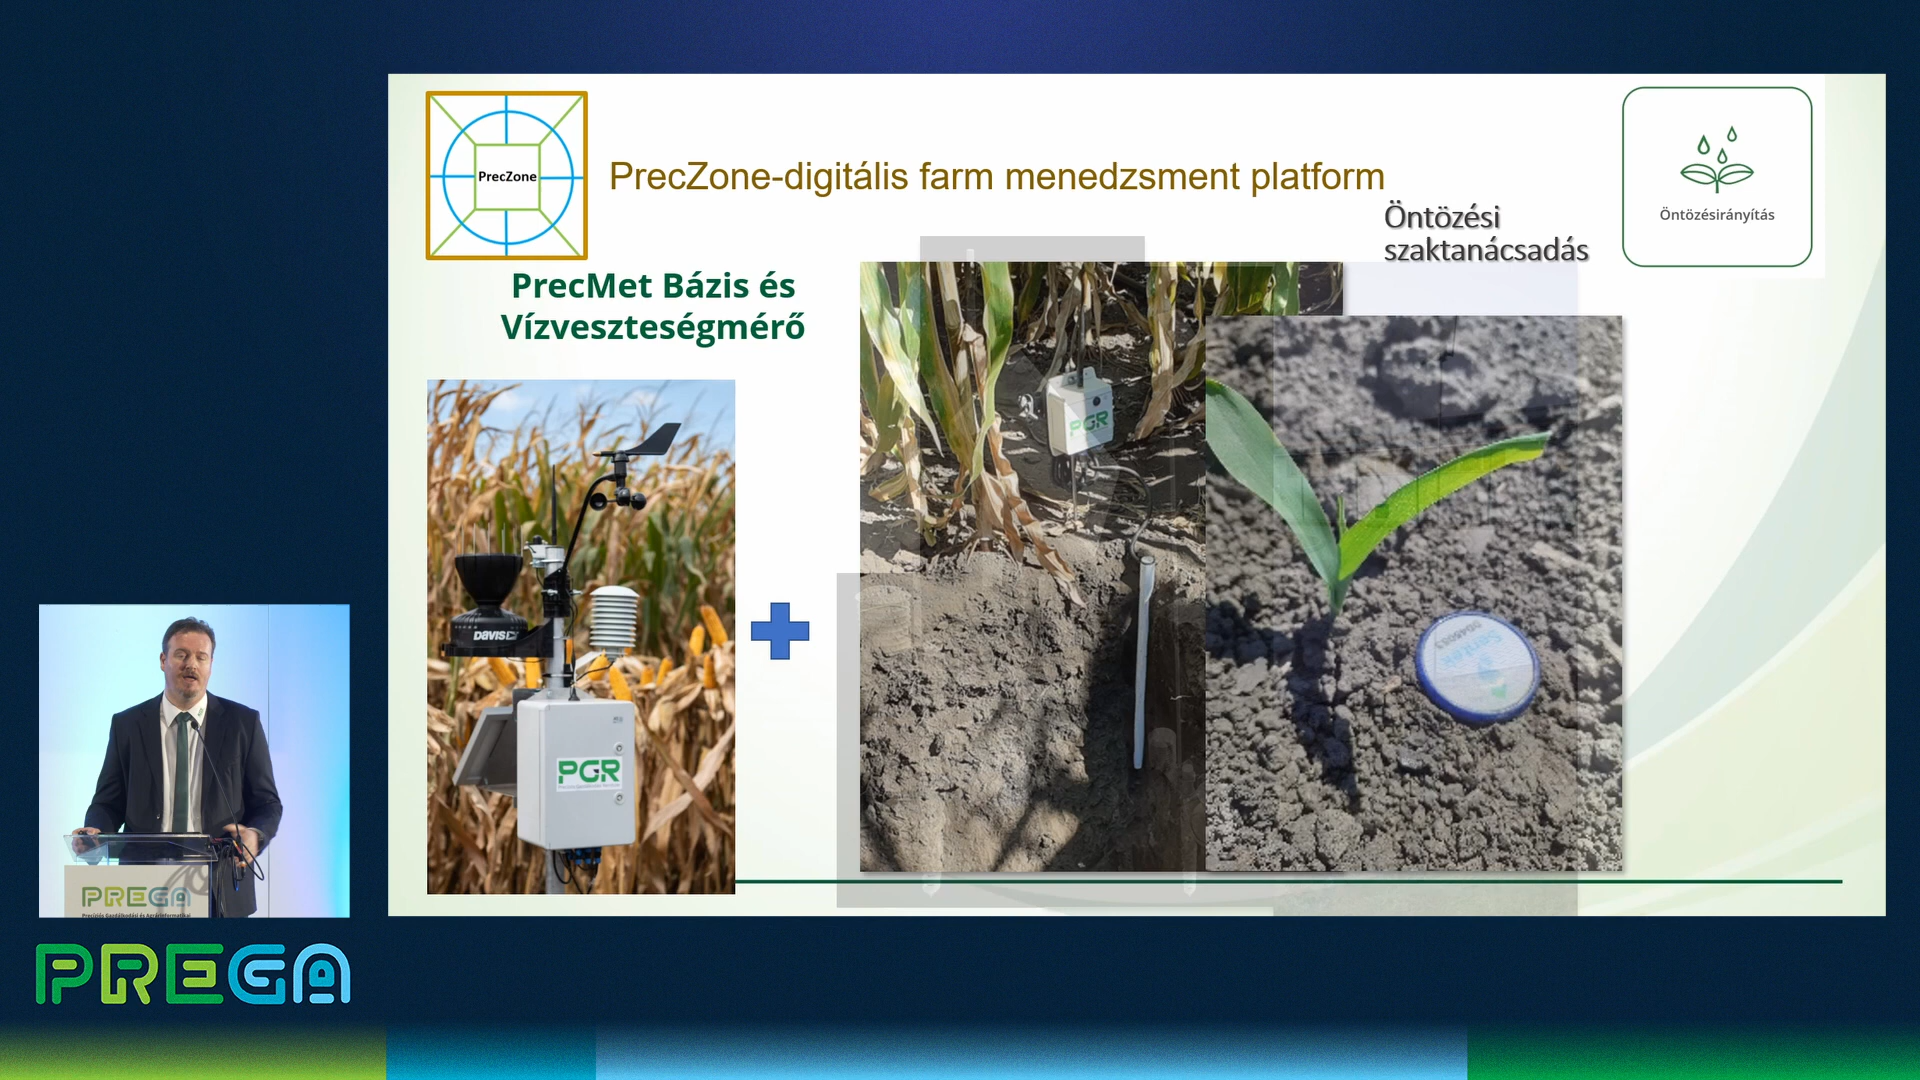 PrecZone
PrecZone-digitális farm menedzsment platform
Öntözési
szaktanácsadás
Öntözésirányítás
PrecMet Bázis és
Vízveszteségmérő
DAVIS
PGR
PGR
Sentek
PREGA
Precíziós Gazdálkodási és Agrárinformatikai
PREGA